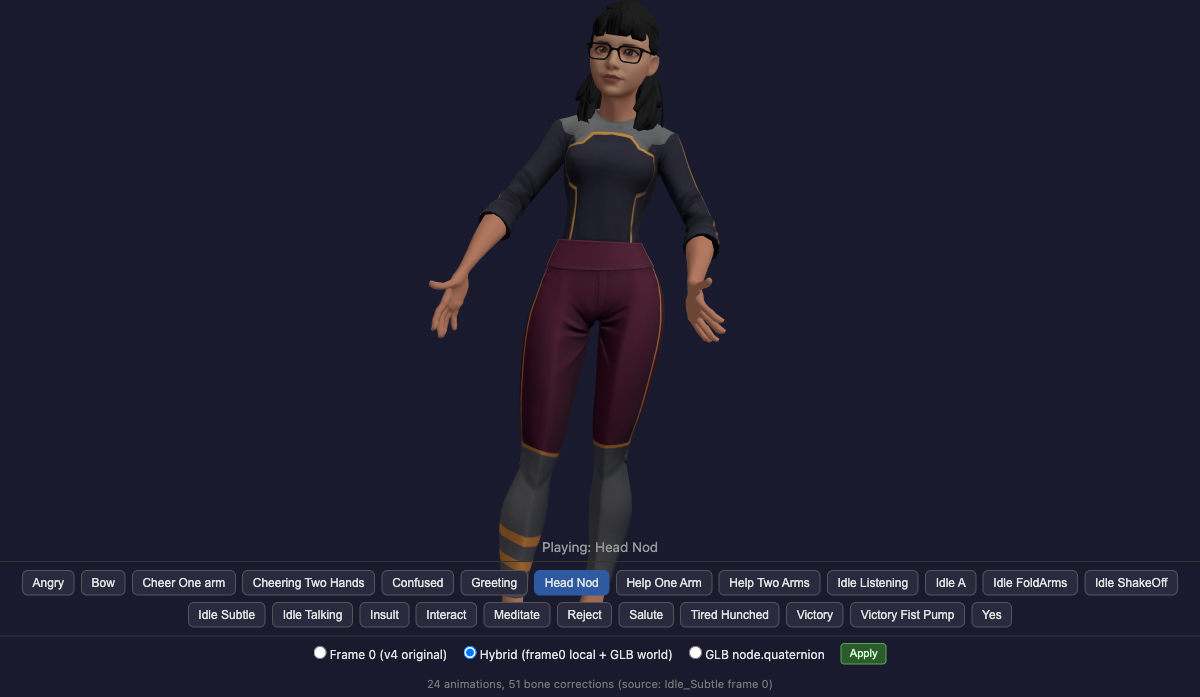 Playing: Head Nod
Angry Bow Cheer One arm Cheering Two Hands Confused Greeting Head Nod Help One Arm Help Two Arms Idle Listening Idle A Idle FoldArms Idle ShakeOff
Idle Subtle Idle Talking Insult Interact Meditate Reject Salute Tired Hunched Victory Victory Fist Pump Yes
Frame 0 (v4 original) Hybrid (frame0 local + GLB world) GLB node.quaternion Apply
24 animations, 51 bone corrections (source: Idle_Subtle frame 0)